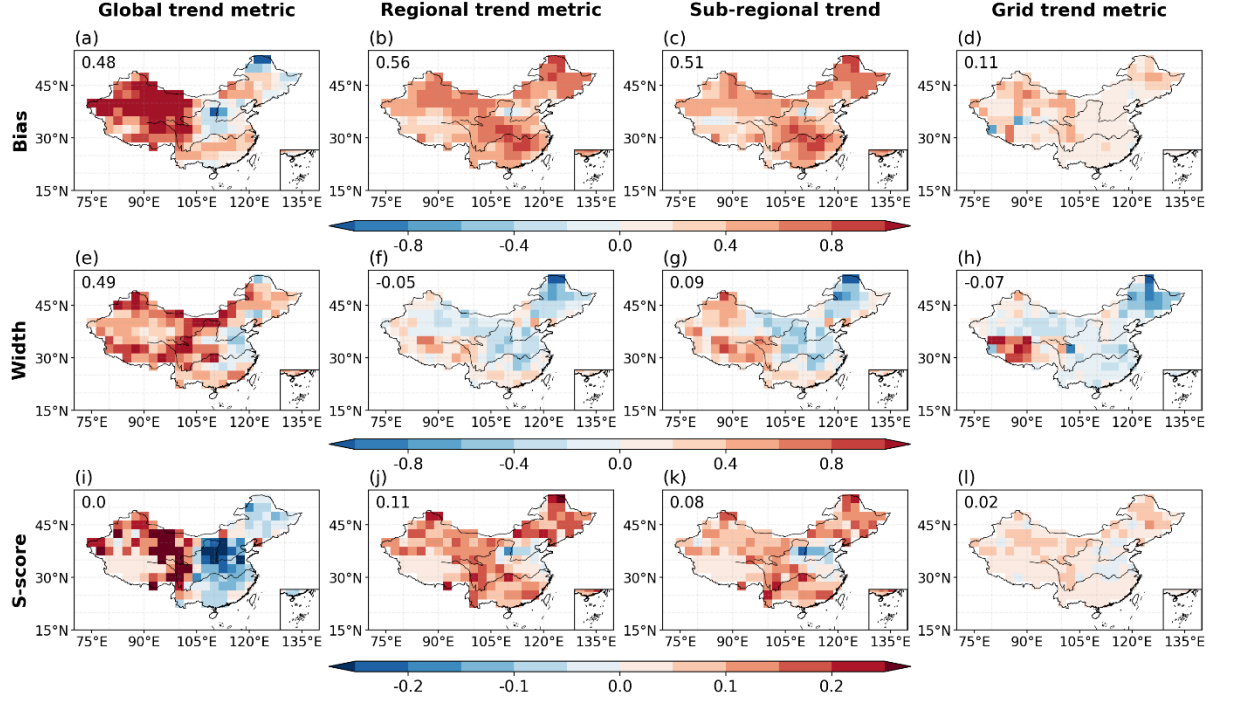 Global trend metric Regional trend metric Sub-regional trend Grid trend metric
(a) (b) (c) (d)
0.48 0.56 0.51 0.11
45°N 45°N 45°N 45°N
Bias
30°N 30°N 30°N 30°N
15°N 15°N 15°N 15°N
75°E 90°E 105°E 120°E 135°E 75°E 90°E 105°E 120°E 135°E 75°E 90°E 105°E 120°E 135°E 75°E 90°E 105°E 120°E 135°E
-0.8 -0.4 0.0 0.4 0.8
(e) (f) (g) (h)
0.49 -0.05 0.09 -0.07
45°N 45°N 45°N 45°N
Width
30°N 30°N 30°N 30°N
15°N 15°N 15°N 15°N
75°E 90°E 105°E 120°E 135°E 75°E 90°E 105°E 120°E 135°E 75°E 90°E 105°E 120°E 135°E 75°E 90°E 105°E 120°E 135°E
-0.8 -0.4 0.0 0.4 0.8
(i) (j) (k) (l)
0.0 0.11 0.08 0.02
45°N 45°N 45°N 45°N
S-score
30°N 30°N 30°N 30°N
15°N 15°N 15°N 15°N
75°E 90°E 105°E 120°E 135°E 75°E 90°E 105°E 120°E 135°E 75°E 90°E 105°E 120°E 135°E 75°E 90°E 105°E 120°E 135°E
-0.2 -0.1 0.0 0.1 0.2